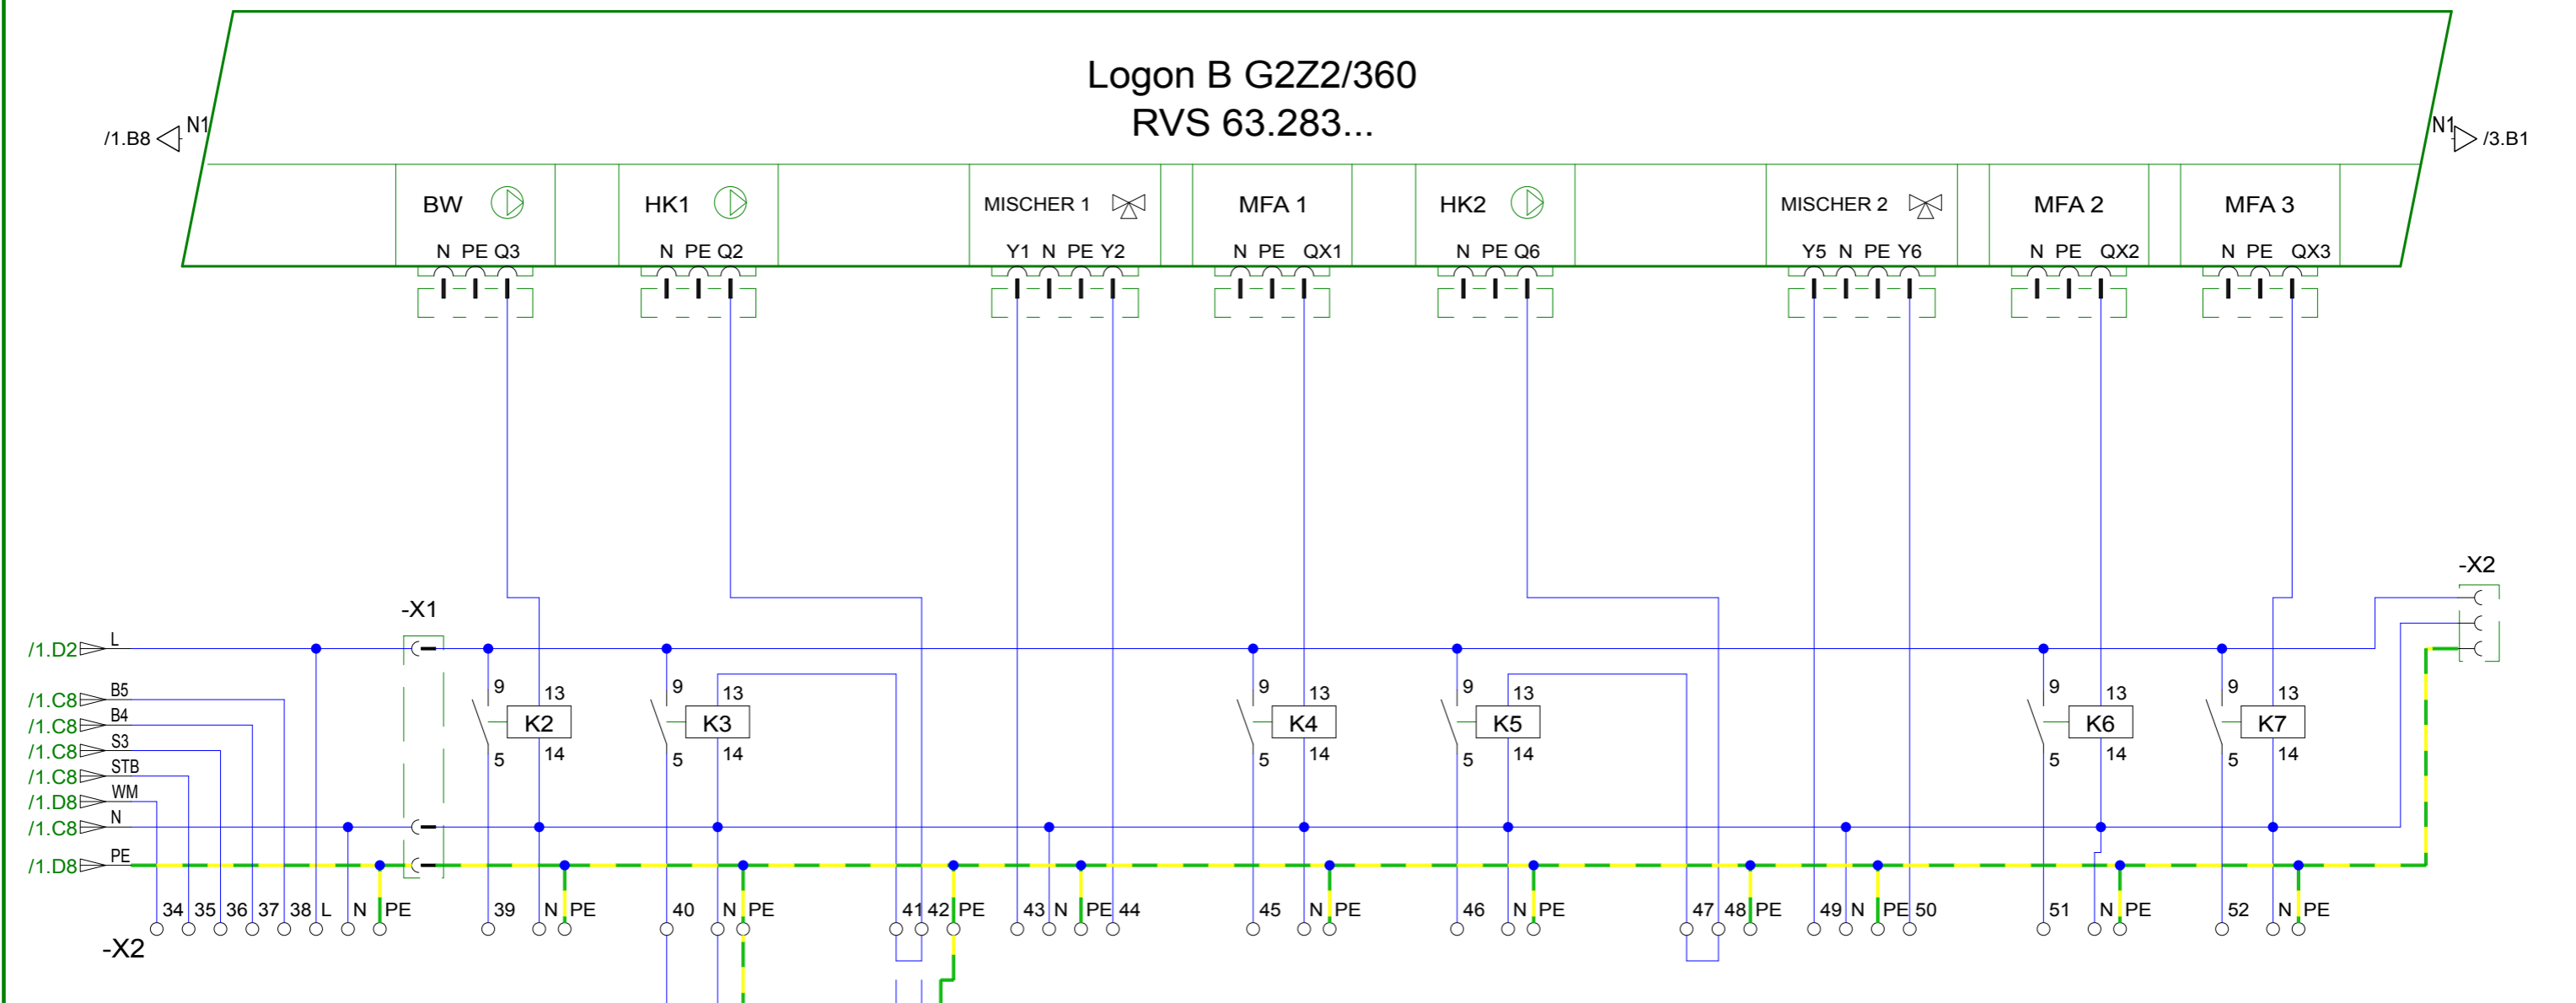 Logon B G2Z2/360
RVS 63.283...
/1.B8 N1
N1 /3.B1
BW HK1 MISCHER 1 MFA 1 HK2 MISCHER 2 MFA 2 MFA 3
N PE Q3 N PE Q2 Y1 N PE Y2 N PE QX1 N PE Q6 Y5 N PE Y6 N PE QX2 N PE QX3
-X2
-X1
/1.D2 L
/1.C8 B5
/1.C8 B4
/1.C8 S3
/1.C8 STB
/1.D8 WM
/1.C8 N
/1.D8 PE
9 13 9 13 9 13 9 13 9 13 9 13
K2 K3 K4 K5 K6 K7
5 14 5 14 5 14 5 14 5 14 5 14
34 35 36 37 38 L N PE 39 N PE 40 N PE 41 42 PE 43 N PE 44 45 N PE 46 N PE 47 48 PE 49 N PE 50 51 N PE 52 N PE
-X2